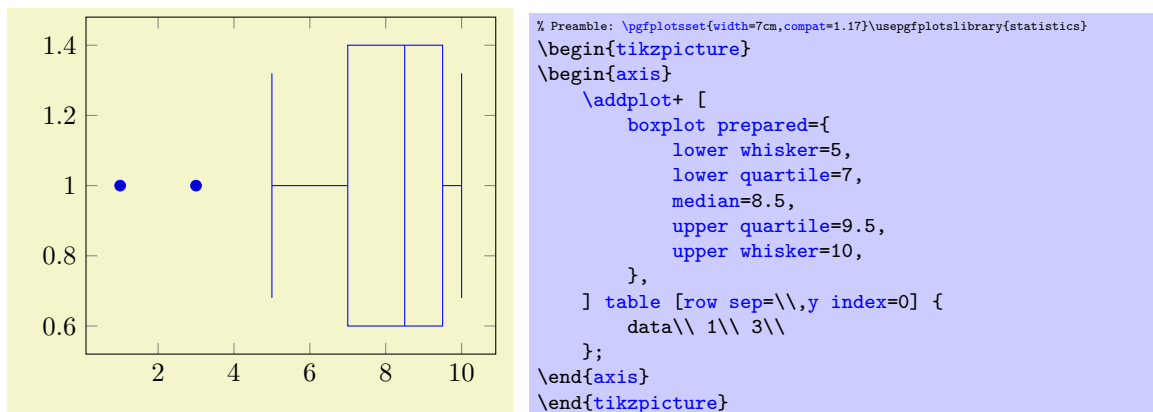 1.4
1.2
1
0.8
0.6
2 4 6 8 10
% Preamble: \pgfplotsset{width=7cm,compat=1.17}\usepgfplotslibrary{statistics}
\begin{tikzpicture}
\begin{axis}
    \addplot+ [
        boxplot prepared={
            lower whisker=5,
            lower quartile=7,
            median=8.5,
            upper quartile=9.5,
            upper whisker=10,
        },
    ] table [row sep=\\,y index=0] {
        data\\ 1\\ 3\\
    };
\end{axis}
\end{tikzpicture}